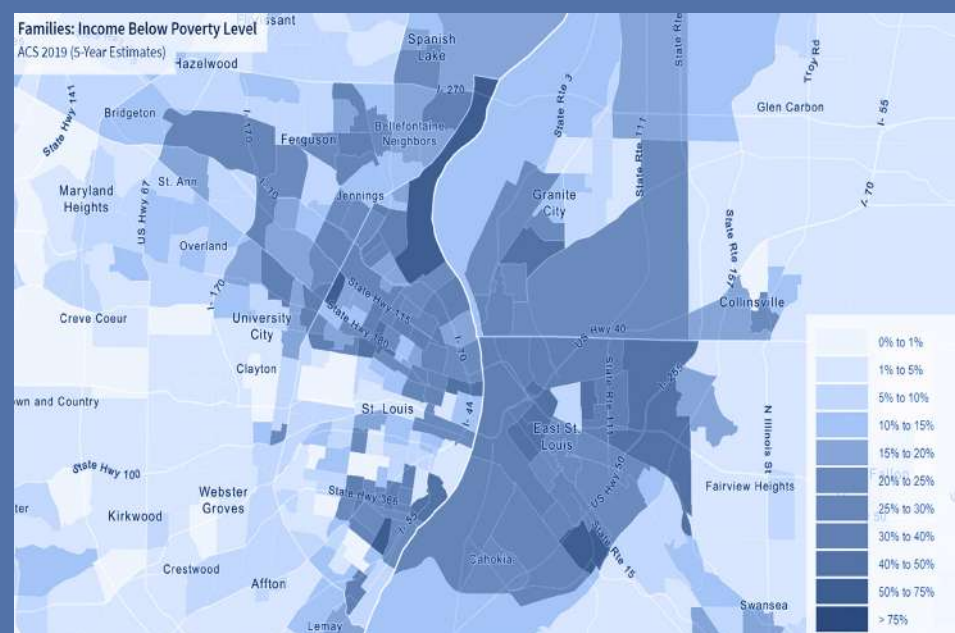 Families: Income Below Poverty Level
ACS 2019 (5-Year Estimates)
Florissant
Hazelwood
Spanish
Lake
State Rte
State Rte 3
Troy Rd
I- 270
State Hwy 141
Bridgeton
I- 170
Ferguson
Bellefontaine
Neighbors
State Rte 111
Glen Carbon
I- 55
Maryland
Heights
US Hwy 67
St. Ann
I- 70
Jennings
Granite
City
I- 70
Overland
State Rte 157
I- 170
State Hwy 115
Collinsville
Creve Coeur
University
City
State Hwy 180
I- 70
US Hwy 40
Clayton
State Rte 111
I- 255
own and Country
St. Louis
I- 44
East St.
Louis
N Illinois St
State Hwy 100
State Hwy 366
US Hwy 50
Fairview Heights
Webster
Groves
Kirkwood
ter
I- 55
State Rte 15
Cahokia
Crestwood
Affton
Lemay
Swansea
0% to 1%
1% to 5%
5% to 10%
10% to 15%
15% to 20%
20% to 25%
25% to 30%
30% to 40%
40% to 50%
50% to 75%
> 75%